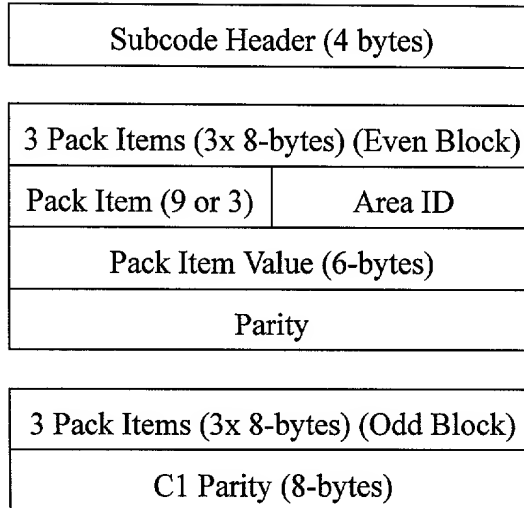 Subcode Header (4 bytes)
3 Pack Items (3x 8-bytes) (Even Block)
Pack Item (9 or 3) Area ID
Pack Item Value (6-bytes)
Parity
3 Pack Items (3x 8-bytes) (Odd Block)
C1 Parity (8-bytes)